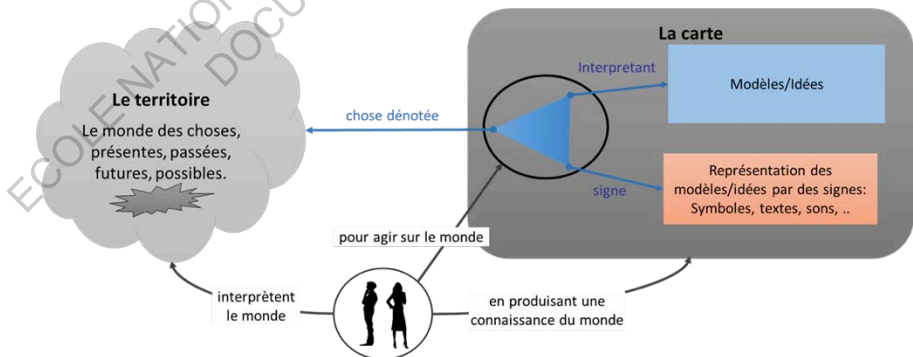 ECOLE NATION
DOCU
Le territoire
Le monde des choses,
présentes, passées,
futures, possibles.
chose dénotée
La carte
Interpretant
Modèles/Idées
signe
Représentation des
modèles/idées par des signes:
Symboles, textes, sons, ..
pour agir sur le monde
interprètent
le monde
en produisant une
connaissance du monde